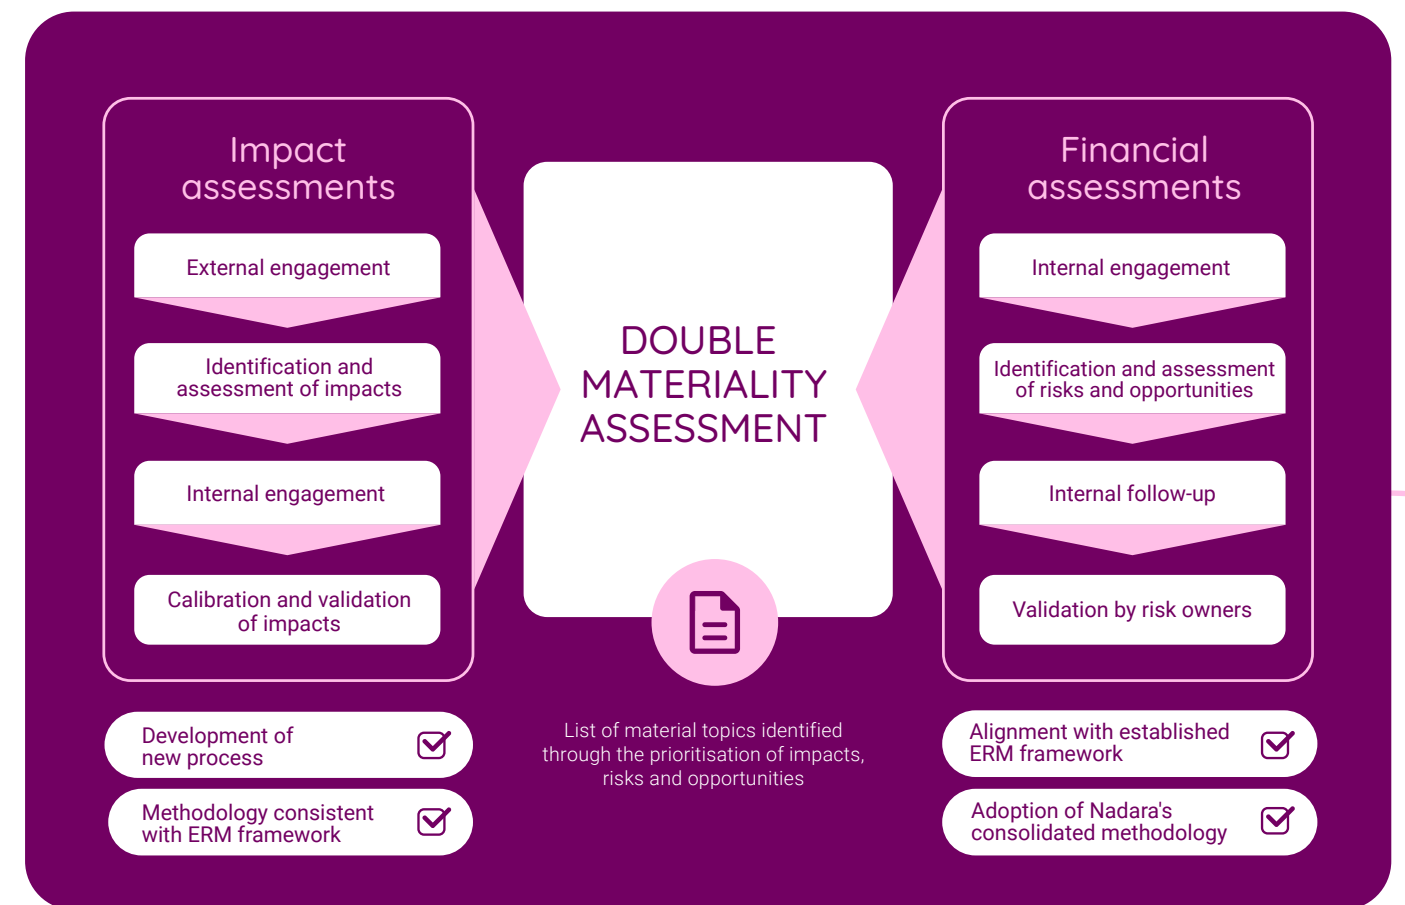 Impact
assessments
External engagement
Identification and
assessment of impacts
Internal engagement
Calibration and validation
of impacts
Development of
new process
Methodology consistent
with ERM framework
DOUBLE
MATERIALITY
ASSESSMENT
List of material topics identified
through the prioritisation of impacts,
risks and opportunities
Financial
assessments
Internal engagement
Identification and assessment
of risks and opportunities
Internal follow-up
Validation by risk owners
Alignment with established
ERM framework
Adoption of Nadara's
consolidated methodology